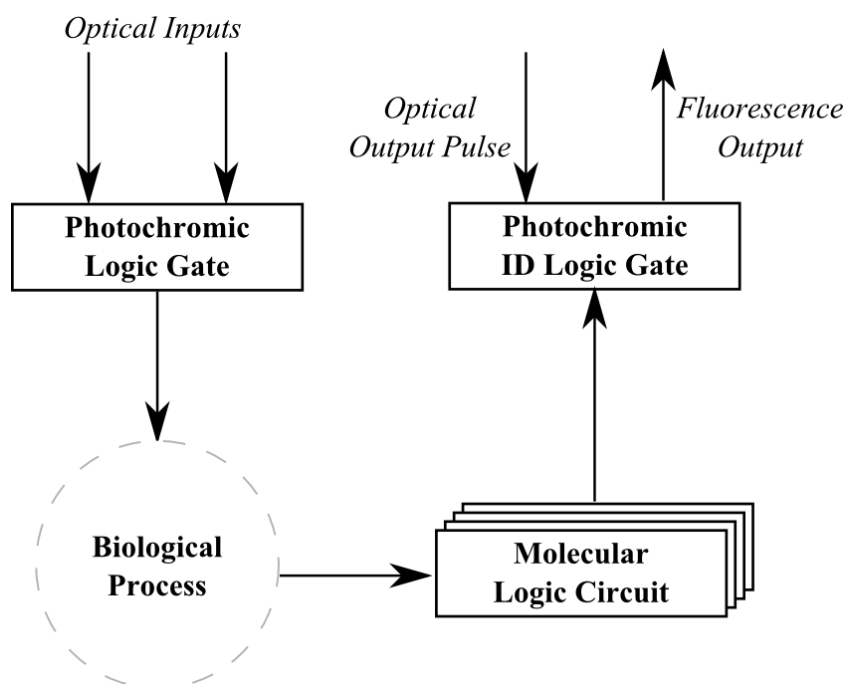 Optical Inputs
Optical
Output Pulse
Fluorescence
Output
Photochromic
Logic Gate
Photochromic
ID Logic Gate
Biological
Process
Molecular
Logic Circuit